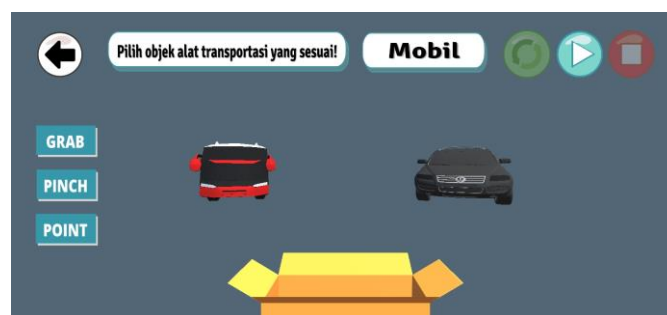 Pilih objek alat transportasi yang sesuai!
Mobil
GRAB
PINCH
POINT